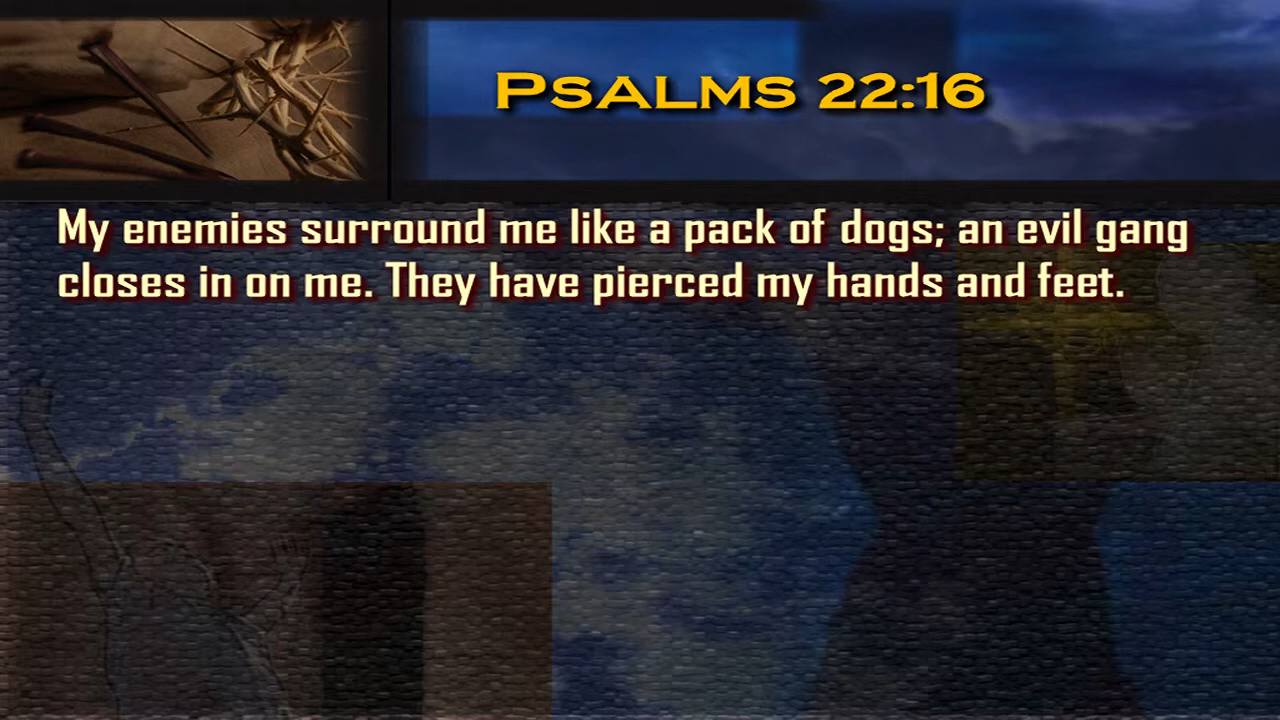 Psalms 22:16
My enemies surround me like a pack of dogs; an evil gang
closes in on me. They have pierced my hands and feet.